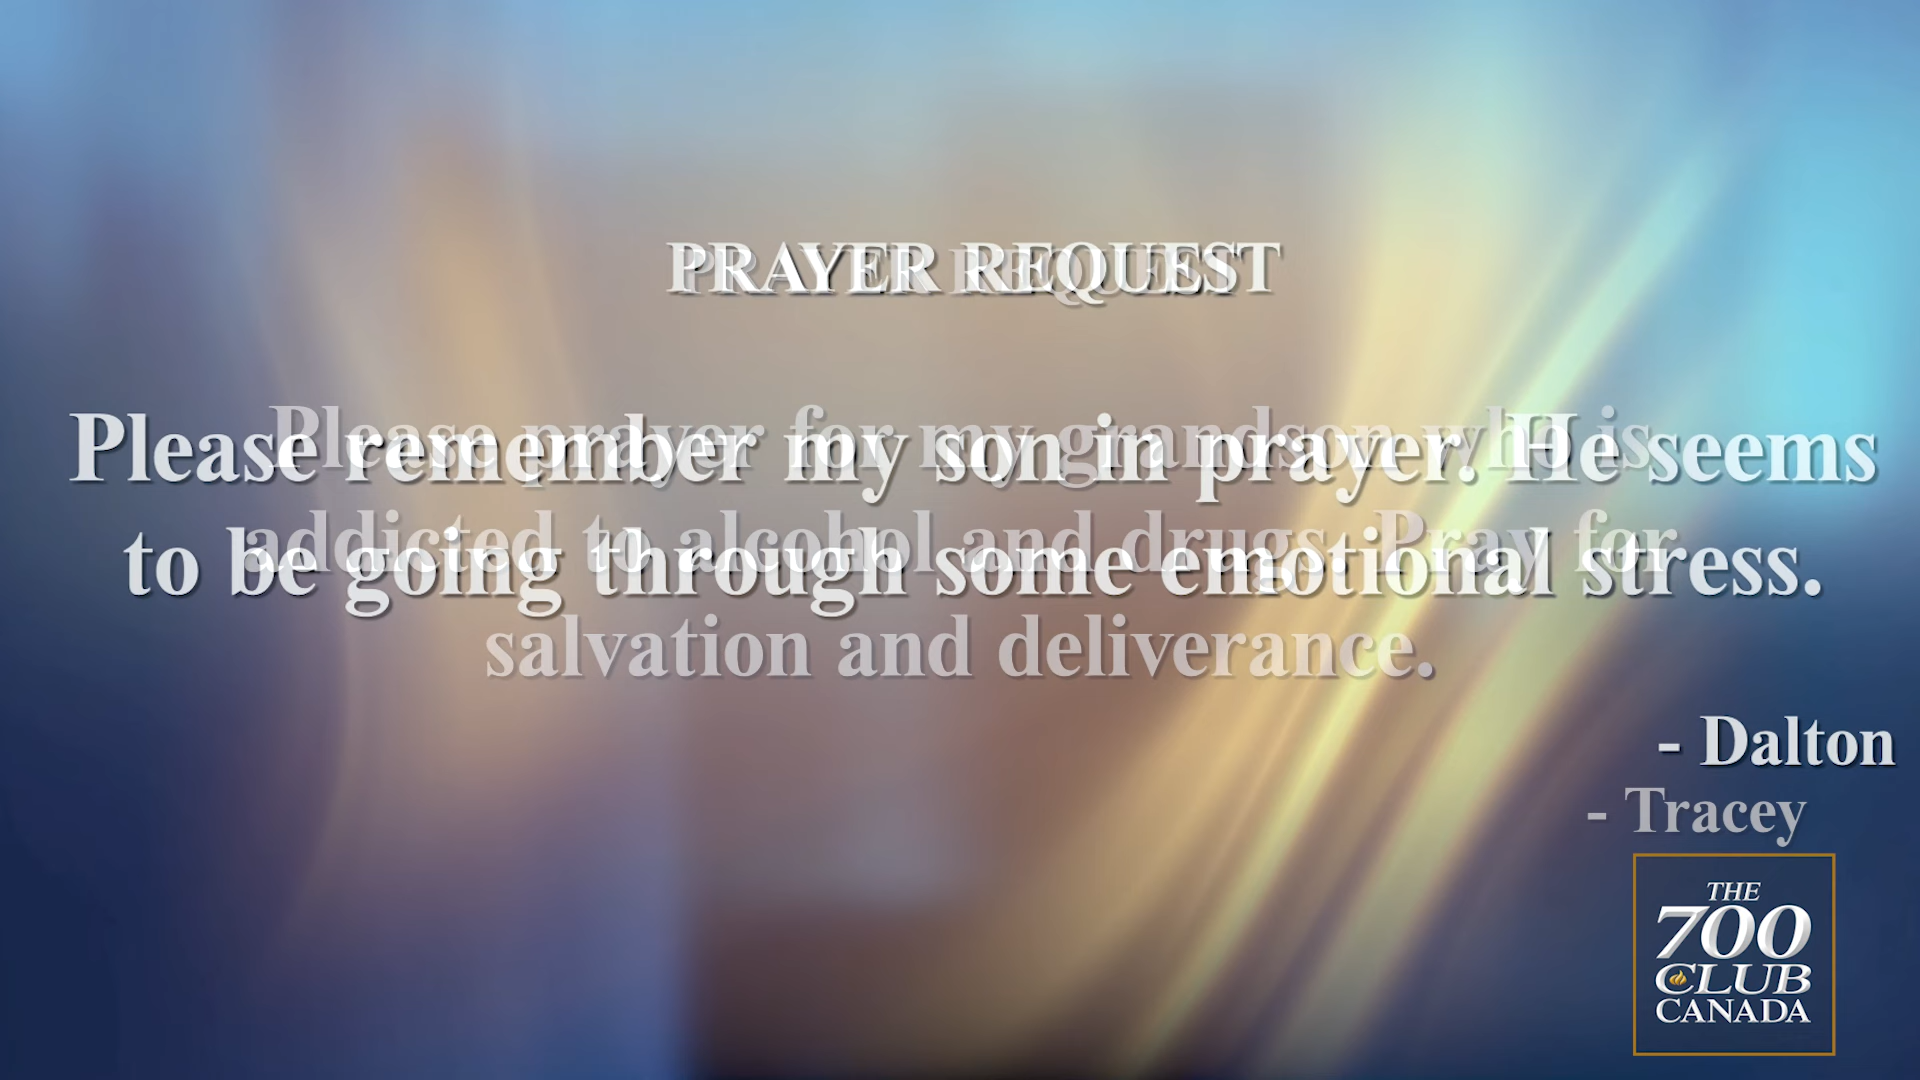 PRAYER REQUEST
Please remember my son in prayer. He seems
to be going through some emotional stress.
- Dalton
PRAYER REQUEST
Please prayer for my grandson who is
addicted to alcohol and drugs. Pray for
salvation and deliverance.
- Tracey
THE
700
CLUB
CANADA